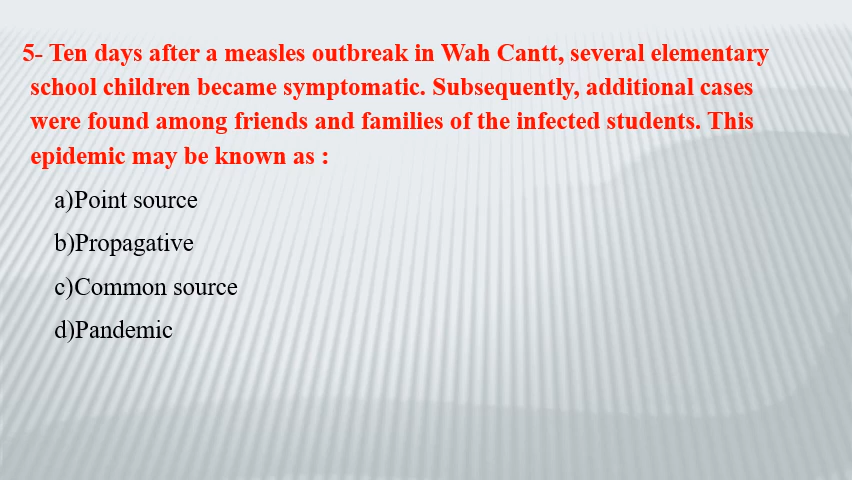 5- Ten days after a measles outbreak in Wah Cantt, several elementary
school children became symptomatic. Subsequently, additional cases
were found among friends and families of the infected students. This
epidemic may be known as :
a)Point source
b)Propagative
c)Common source
d)Pandemic